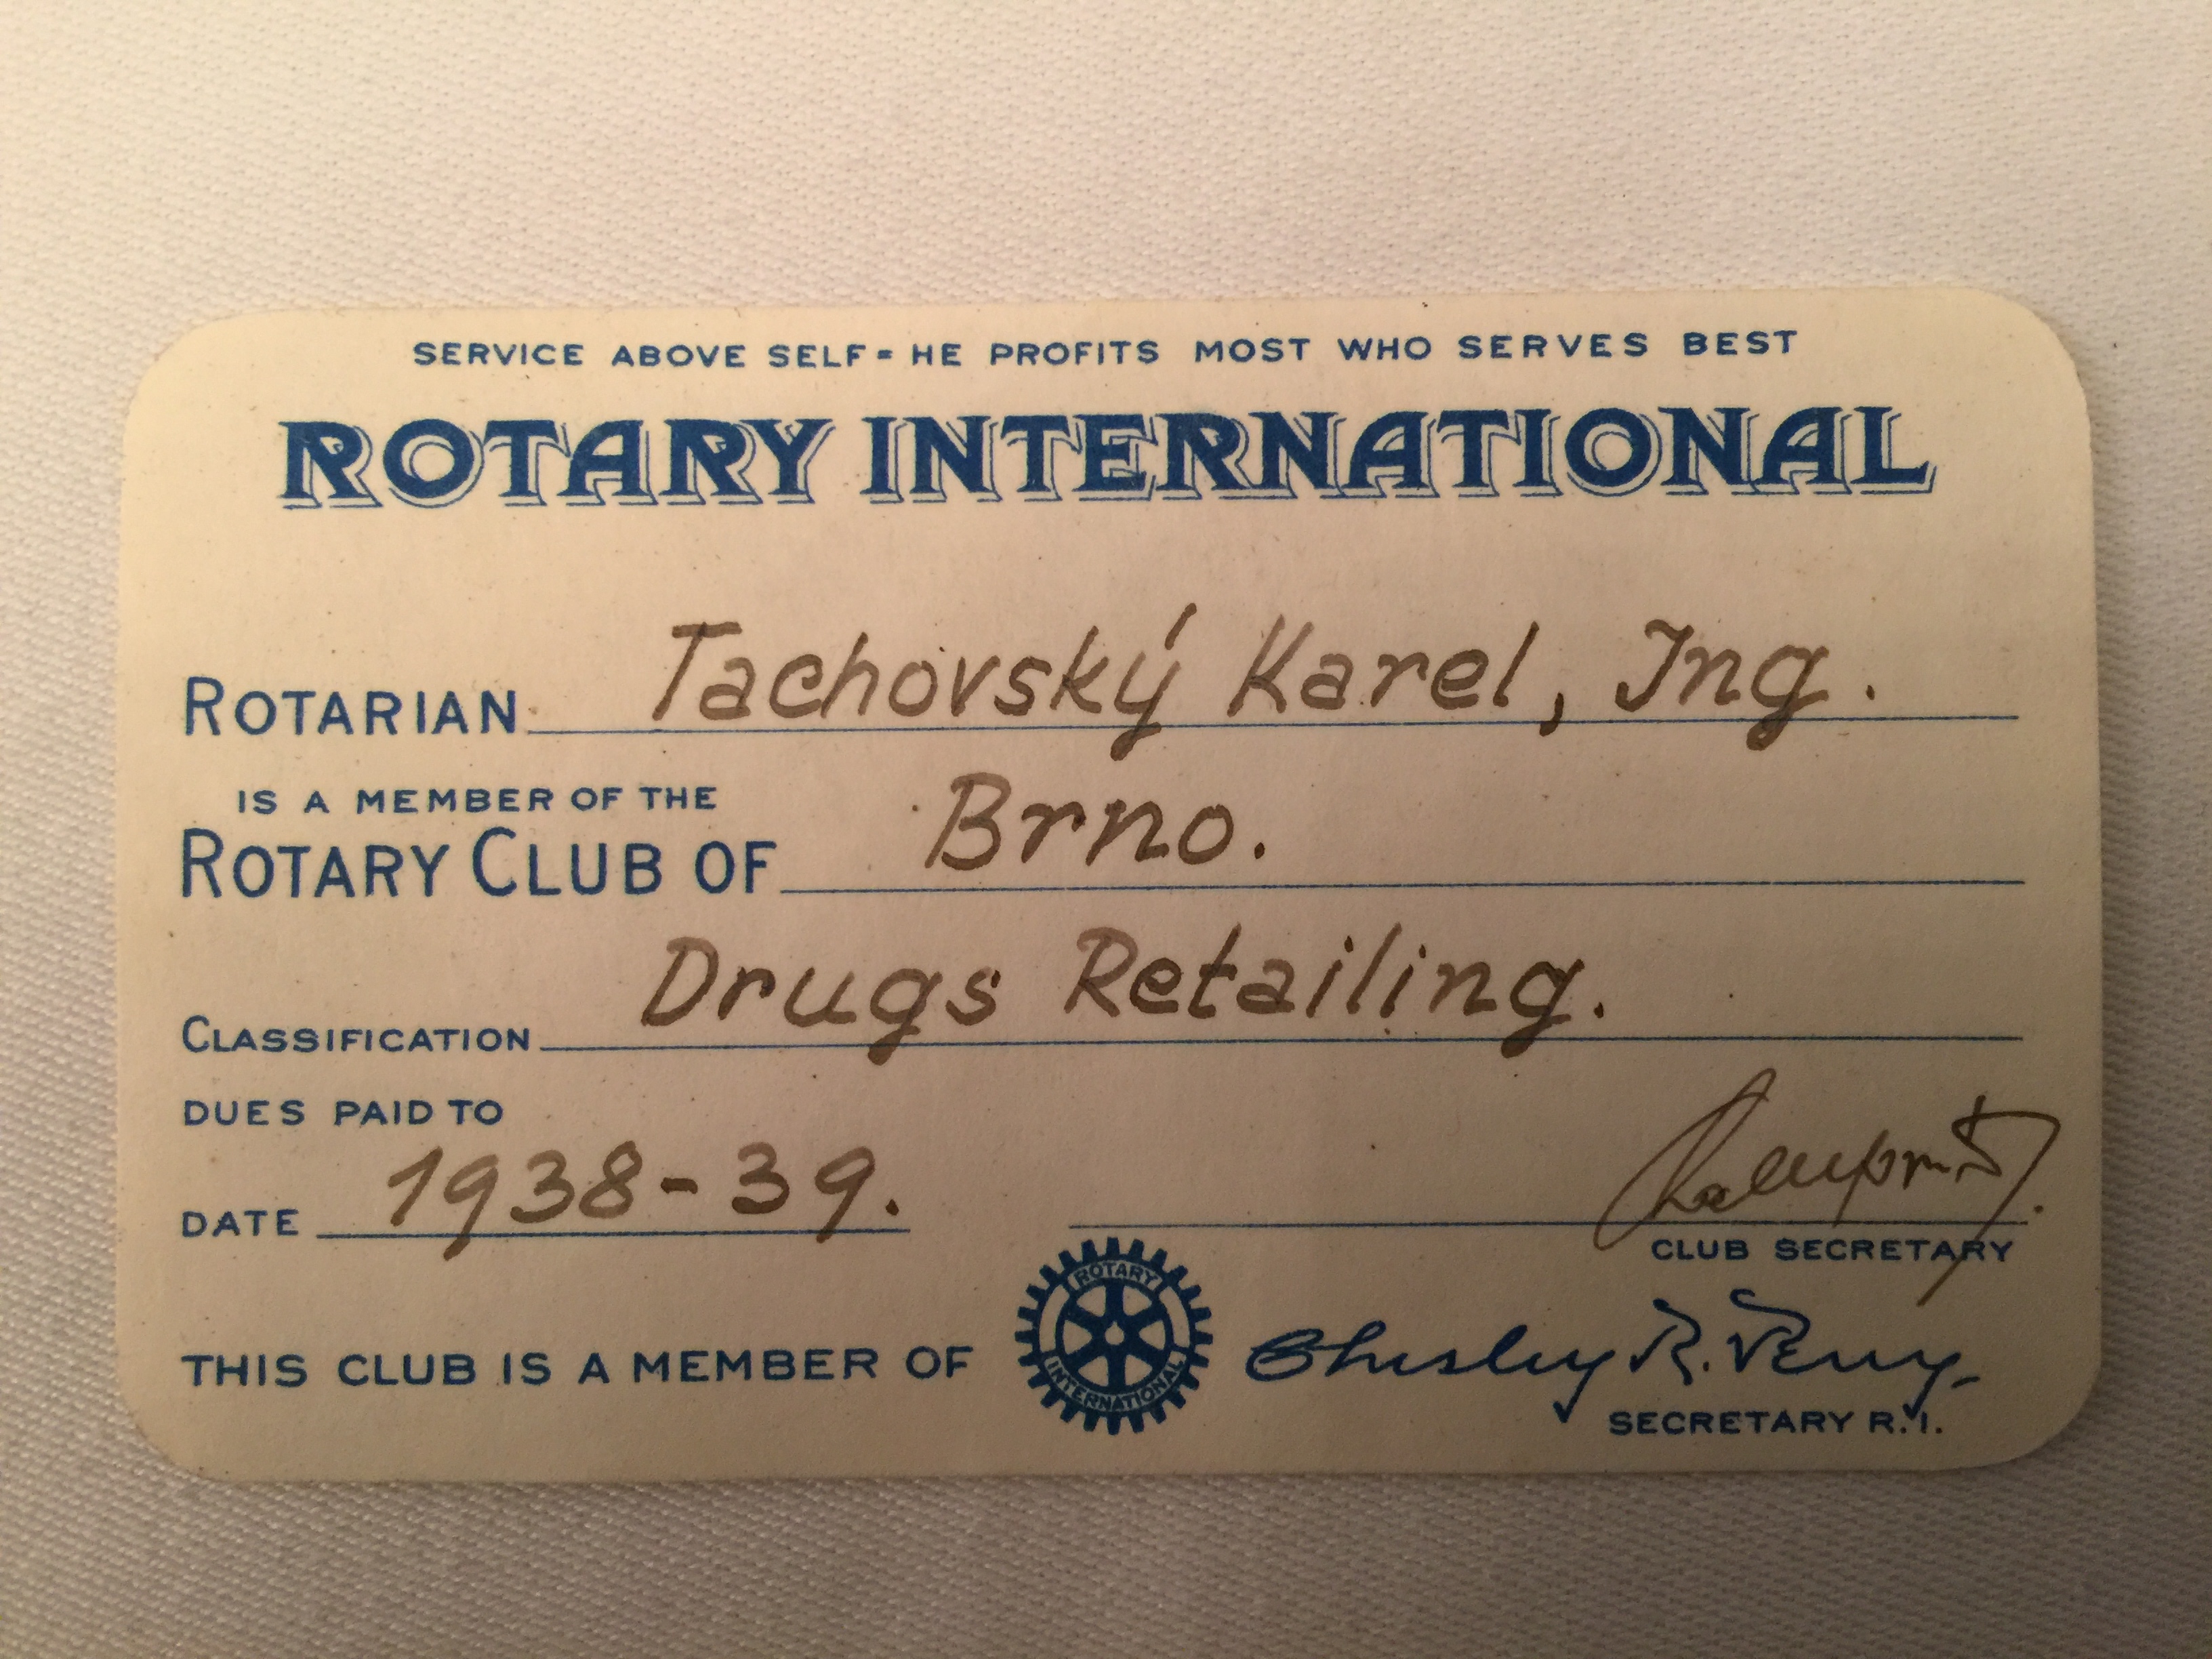 SERVICE ABOVE SELF = HE PROFITS MOST WHO SERVES BEST
ROTARY INTERNATIONAL
ROTARIAN Tachovský Karel, Ing.
IS A MEMBER OF THE
ROTARY CLUB OF Brno.
CLASSIFICATION Drugs Retailing.
DUES PAID TO
DATE 1938-39.
CLUB SECRETARY
THIS CLUB IS A MEMBER OF ROTARY INTERNATIONAL Chesley R. Perry
SECRETARY R.I.